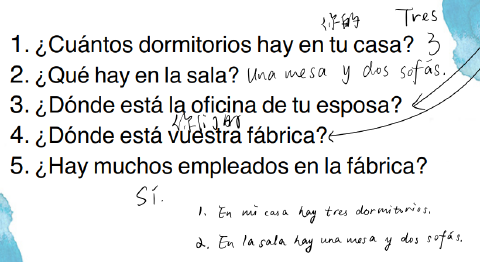 你的 Tres
1. ¿Cuántos dormitorios hay en tu casa? 3
2. ¿Qué hay en la sala? Una mesa y dos sofás.
3. ¿Dónde está la oficina de tu esposa?
你们的
4. ¿Dónde está vuestra fábrica?
5. ¿Hay muchos empleados en la fábrica?
Sí.
1. En mi casa hay tres dormitorios.
2. En la sala hay una mesa y dos sofás.